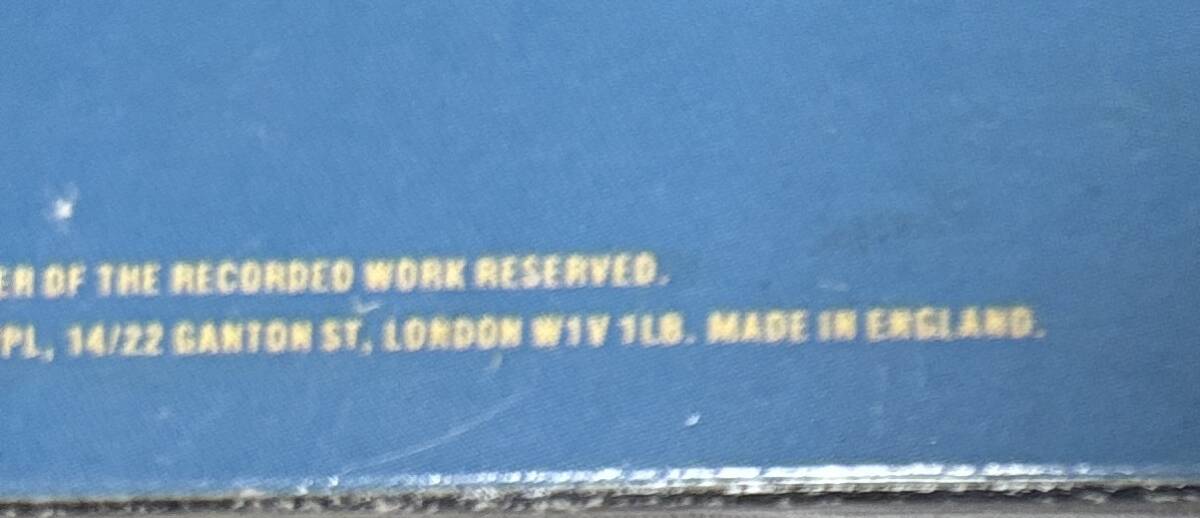 ER OF THE RECORDED WORK RESERVED.
PL, 14/22 GANTON ST, LONDON W1V 1LB. MADE IN ENGLAND.